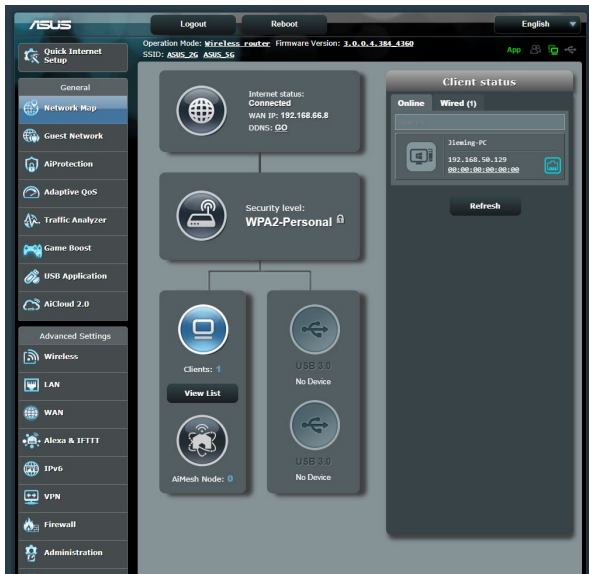 ASUS
Logout
Reboot
English
Quick Internet
Setup
Operation Mode: Wireless router Firmware Version: 3.0.0.4.384_4360
SSID: ASUS_2G ASUS_5G
App
General
Network Map
Guest Network
AiProtection
Adaptive QoS
Traffic Analyzer
Game Boost
USB Application
AiCloud 2.0
Advanced Settings
Wireless
LAN
WAN
Alexa & IFTTT
IPv6
VPN
Firewall
Administration
Internet status:
Connected
WAN IP: 192.168.66.8
DDNS: GO
Security level:
WPA2-Personal
Clients: 1
View List
AiMesh Node: 0
USB 3.0
No Device
USB 3.0
No Device
Client status
Online Wired (1)
Jieming-PC
192.168.50.129
00:00:00:00:00:00
Refresh